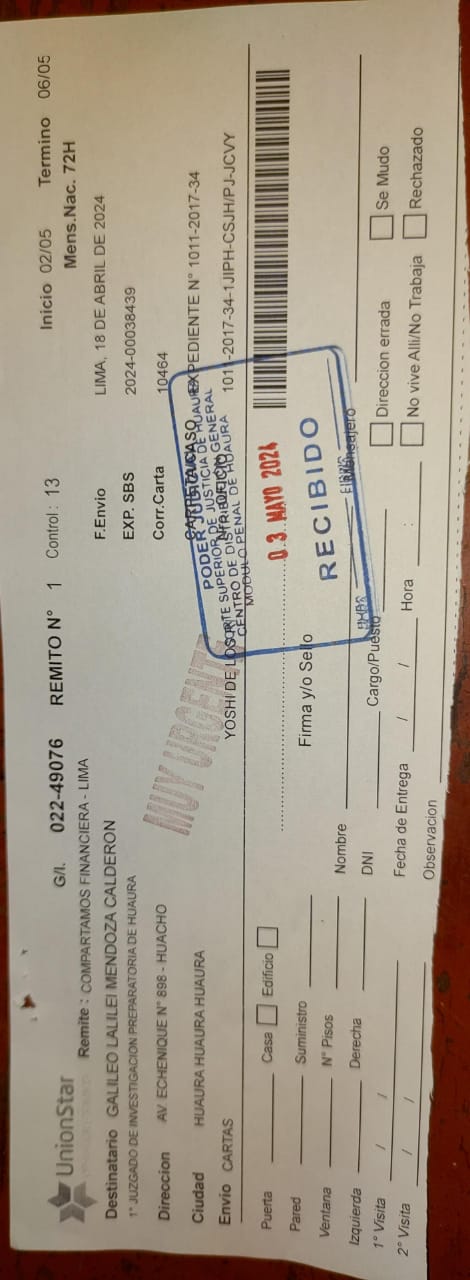 UnionStar
G/I. 022-49076 REMITO N° 1 Control : 13
Inicio 02/05 Termino 06/05
Mens.Nac. 72H
Remite : COMPARTAMOS FINANCIERA - LIMA
Destinatario GALILEO LALILEI MENDOZA CALDERON
1° JUZGADO DE INVESTIGACION PREPARATORIA DE HUAURA
Direccion AV. ECHENIQUE N° 898 - HUACHO
Ciudad HUAURA HUAURA HUAURA
Envio CARTAS
F.Envio LIMA, 18 DE ABRIL DE 2024
EXP. SBS 2024-00038439
Corr.Carta 10464
EXPEDIENTE N° 1011-2017-34
1011-2017-34-1JIPH-CSJH/PJ-JCVY
YOSHI DE LOS
MUY URGENTE
PODER JUDICIAL
CORTE SUPERIOR DE JUSTICIA DE HUAURA
GENERAL
CENTRO DE DISTRIBUCION
MODULO PENAL DE HUAURA
03 MAYO 2024
RECIBIDO
Puerta Casa Edificio
Pared Suministro
Ventana N° Pisos
Izquierda Derecha
1° Visita / /
2° Visita / /
Firma y/o Sello
Mensajero
Nombre
DNI Cargo/Puesto
Fecha de Entrega / / Hora :
Observacion
Direccion errada Se Mudo
No vive Alli/No Trabaja Rechazado